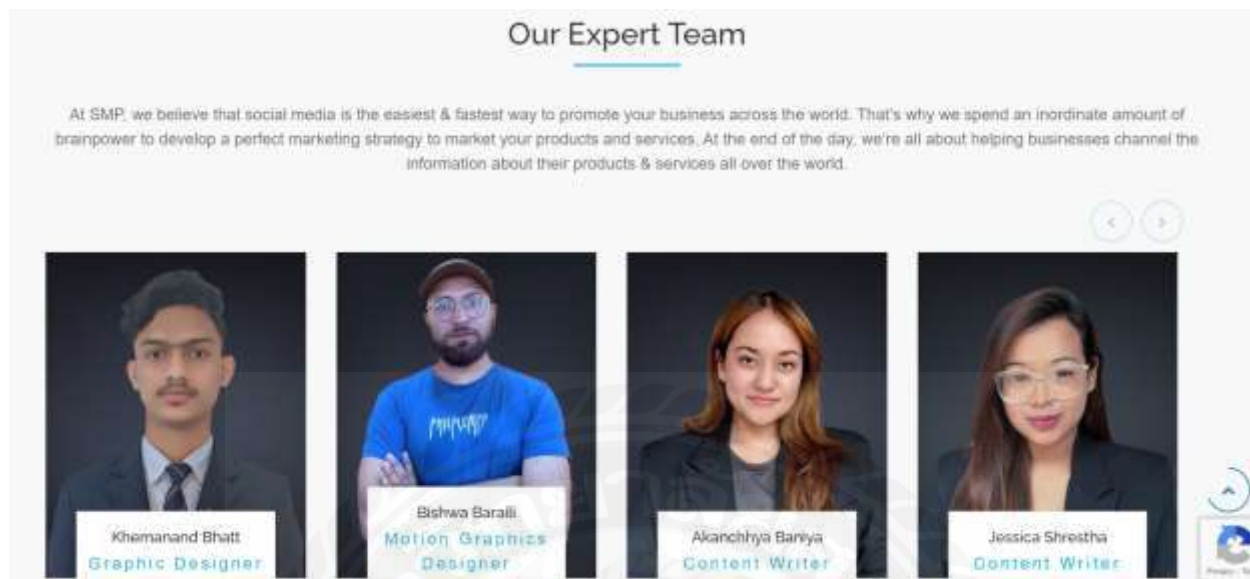 Our Expert Team
At SMP, we believe that social media is the easiest & fastest way to promote your business across the world. That's why we spend an inordinate amount of
brainpower to develop a perfect marketing strategy to market your products and services. At the end of the day, we're all about helping businesses channel the
information about their products & services all over the world.
Khemanand Bhatt
Graphic Designer
Bishwa Baraili
Motion Graphics
Designer
Akanchhya Baniya
Content Writer
Jessica Shrestha
Content Writer